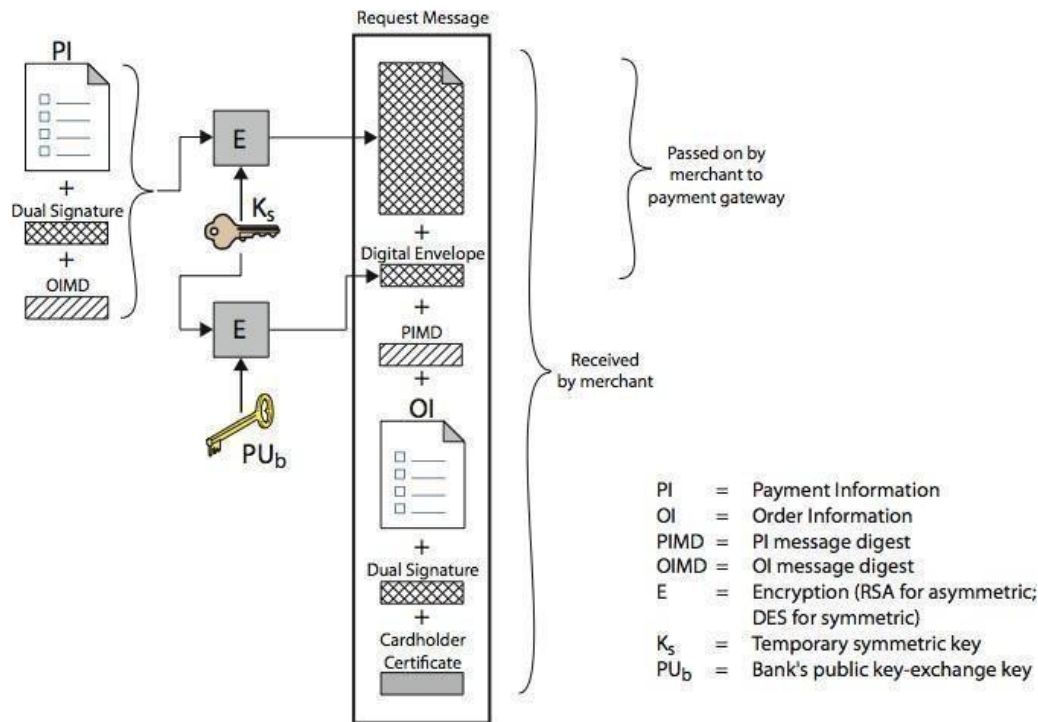 Request Message
PI
+
Dual Signature
+
OIMD
E
Ks
E
PUb
+
Digital Envelope
+
PIMD
+
OI
+
Dual Signature
+
Cardholder
Certificate
Passed on by
merchant to
payment gateway
Received
by merchant
PI = Payment Information
OI = Order Information
PIMD = PI message digest
OIMD = OI message digest
E = Encryption (RSA for asymmetric;
DES for symmetric)
Ks = Temporary symmetric key
PUb = Bank's public key-exchange key